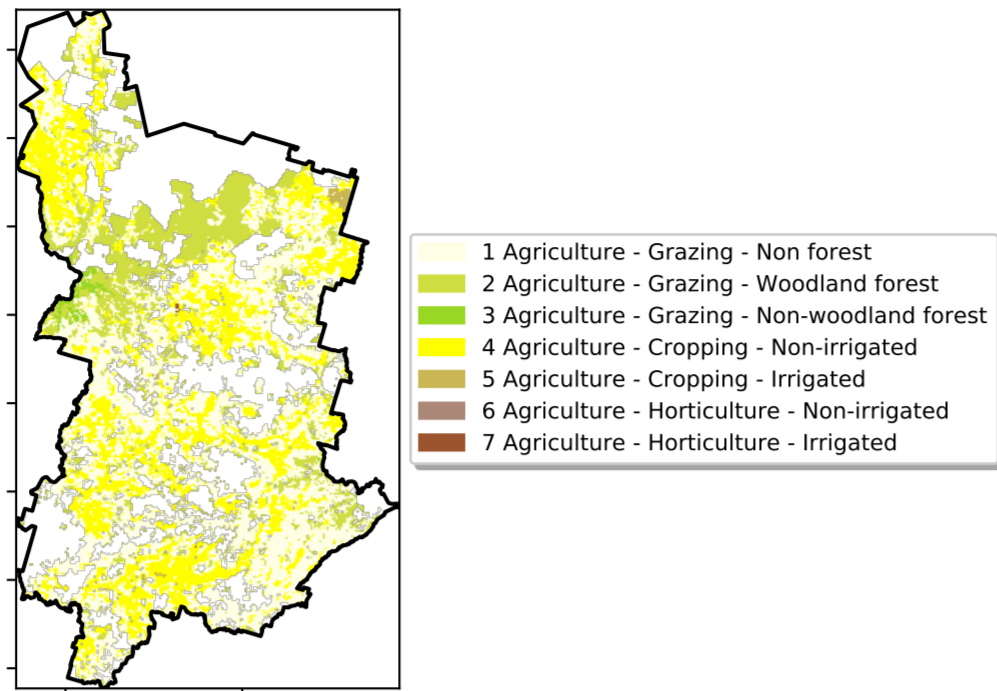 1 Agriculture - Grazing - Non forest
2 Agriculture - Grazing - Woodland forest
3 Agriculture - Grazing - Non-woodland forest
4 Agriculture - Cropping - Non-irrigated
5 Agriculture - Cropping - Irrigated
6 Agriculture - Horticulture - Non-irrigated
7 Agriculture - Horticulture - Irrigated